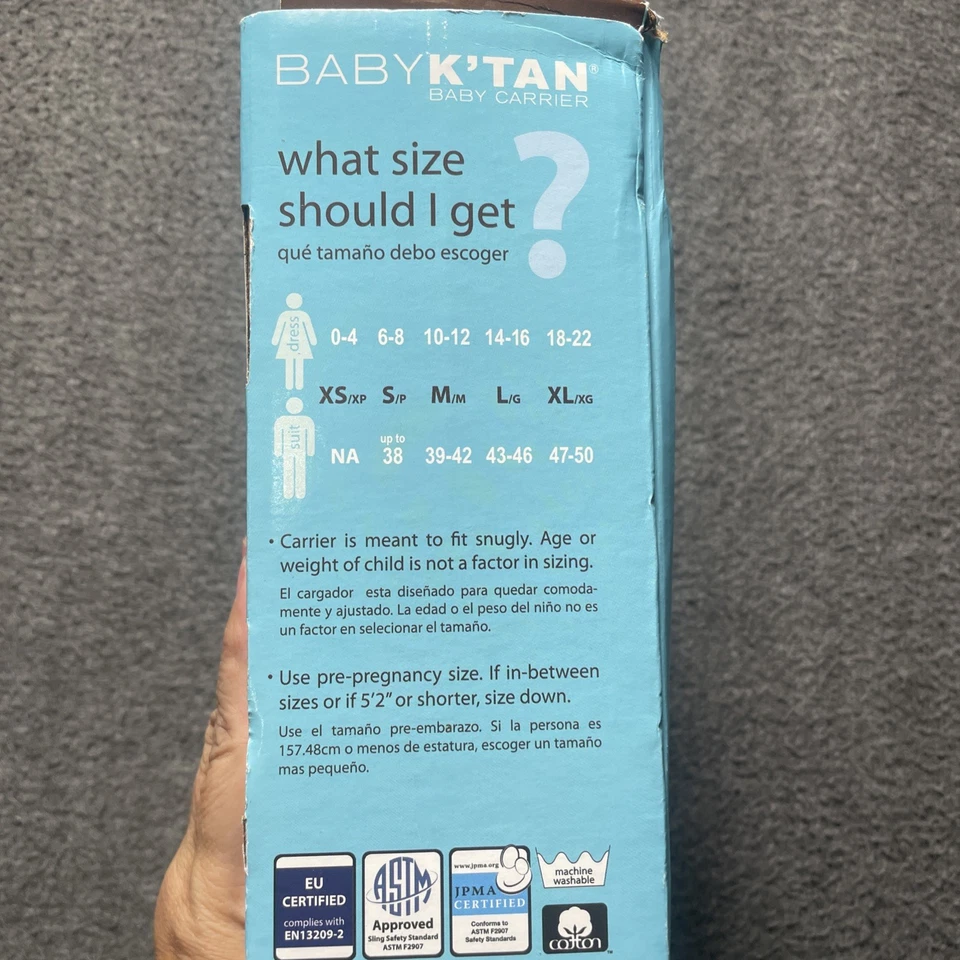 BABY K'TAN®
BABY CARRIER
what size
should I get?
qué tamaño debo escoger
dress
0-4 6-8 10-12 14-16 18-22
XS/XP S/P M/M L/G XL/XG
suit
up to
NA 38 39-42 43-46 47-50
• Carrier is meant to fit snugly. Age or
weight of child is not a factor in sizing.
El cargador esta diseñado para quedar comoda-
mente y ajustado. La edad o el peso del niño no es
un factor en selecionar el tamaño.
• Use pre-pregnancy size. If in-between
sizes or if 5'2" or shorter, size down.
Use el tamaño pre-embarazo. Si la persona es
157.48cm o menos de estatura, escoger un tamaño
mas pequeño.
EU
CERTIFIED
complies with
EN13209-2
ASTM
Approved
Sling Safety Standard
ASTM F2907
www.jpma.org
JPMA
CERTIFIED
Conforms to
ASTM F2907
Safety Standards
machine
washable
cotton
™